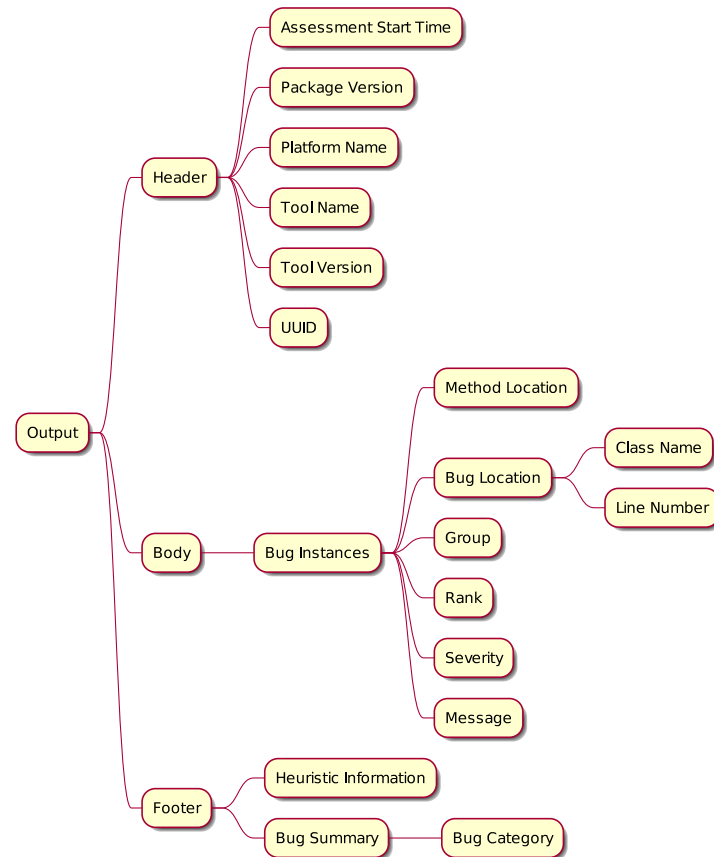 Output
Header
Assessment Start Time
Package Version
Platform Name
Tool Name
Tool Version
UUID
Body
Bug Instances
Method Location
Bug Location
Class Name
Line Number
Group
Rank
Severity
Message
Footer
Heuristic Information
Bug Summary
Bug Category